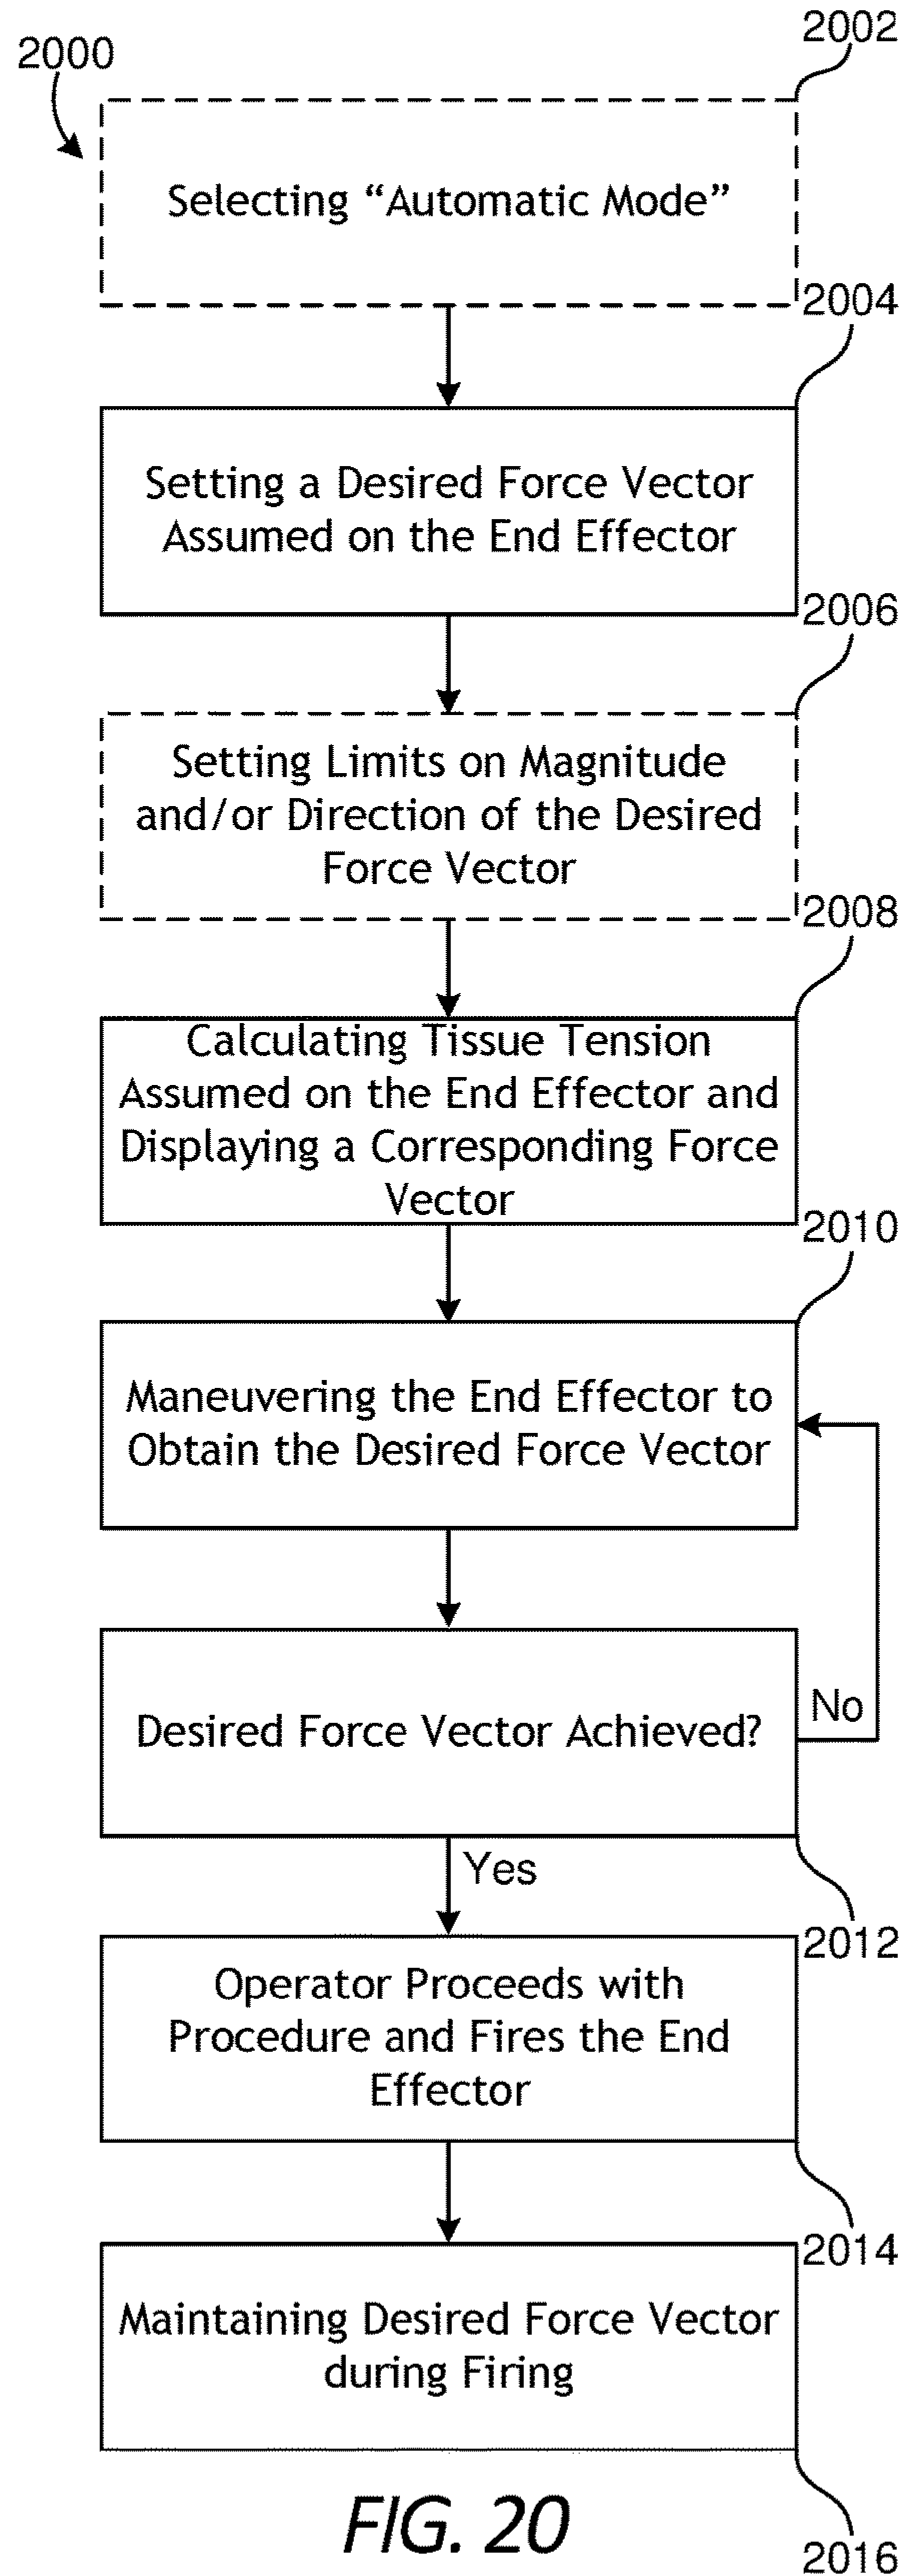 2000
2002
Selecting “Automatic Mode”
2004
Setting a Desired Force Vector
Assumed on the End Effector
2006
Setting Limits on Magnitude
and/or Direction of the Desired
Force Vector
2008
Calculating Tissue Tension
Assumed on the End Effector and
Displaying a Corresponding Force
Vector
2010
Maneuvering the End Effector to
Obtain the Desired Force Vector
Desired Force Vector Achieved?
No
Yes
2012
Operator Proceeds with
Procedure and Fires the End
Effector
2014
Maintaining Desired Force Vector
during Firing
2016
FIG. 20